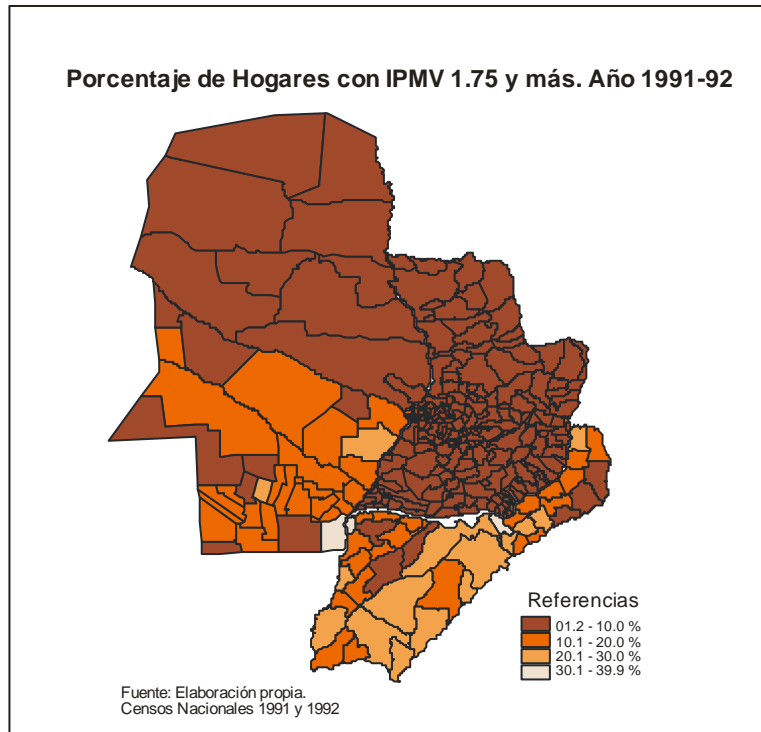 Porcentaje de Hogares con IPMV 1.75 y más. Año 1991-92
Referencias
01.2 - 10.0 %
10.1 - 20.0 %
20.1 - 30.0 %
30.1 - 39.9 %
Fuente: Elaboración propia.
Censos Nacionales 1991 y 1992